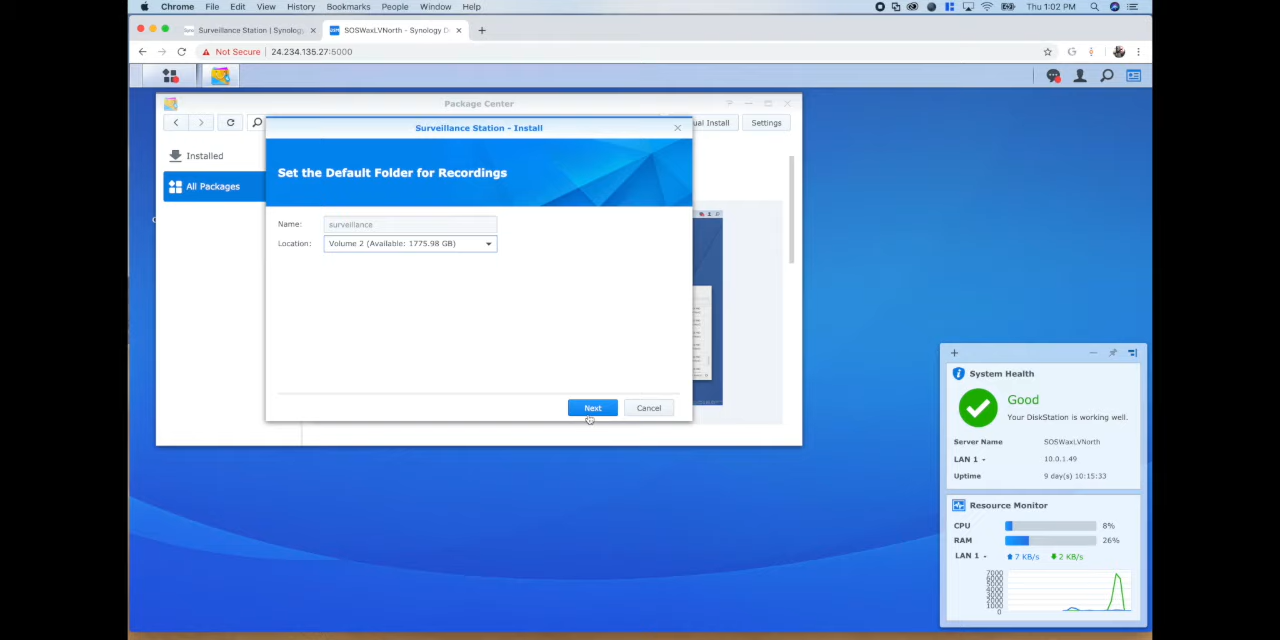 Chrome File Edit View History Bookmarks People Window Help Thu 1:02 PM
Surveillance Station | Synology SOSWaxLVNorth - Synology D
Not Secure 24.234.135.27:5000
Package Center
ual Install Settings
Surveillance Station - Install
Installed
All Packages
Set the Default Folder for Recordings
Name: surveillance
Location: Volume 2 (Available: 1775.98 GB)
Next Cancel
System Health
Good
Your DiskStation is working well.
Server Name SOSWaxLVNorth
LAN 1 10.0.1.49
Uptime 9 day(s) 10:15:33
Resource Monitor
CPU 8%
RAM 26%
LAN 1 7 KB/s 2 KB/s
7000
6000
5000
4000
3000
2000
1000
0